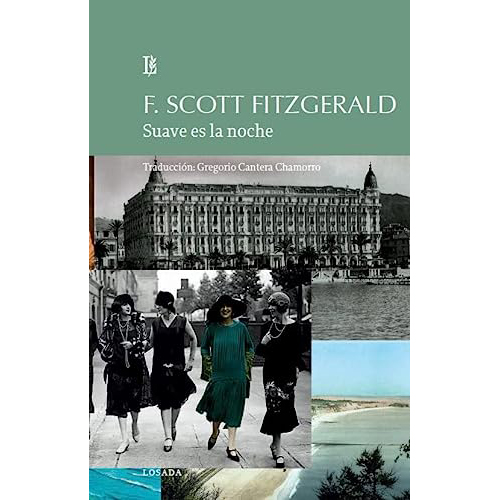 F. SCOTT FITZGERALD
Suave es la noche
Traducción: Gregorio Cantera Chamorro
LOSADA